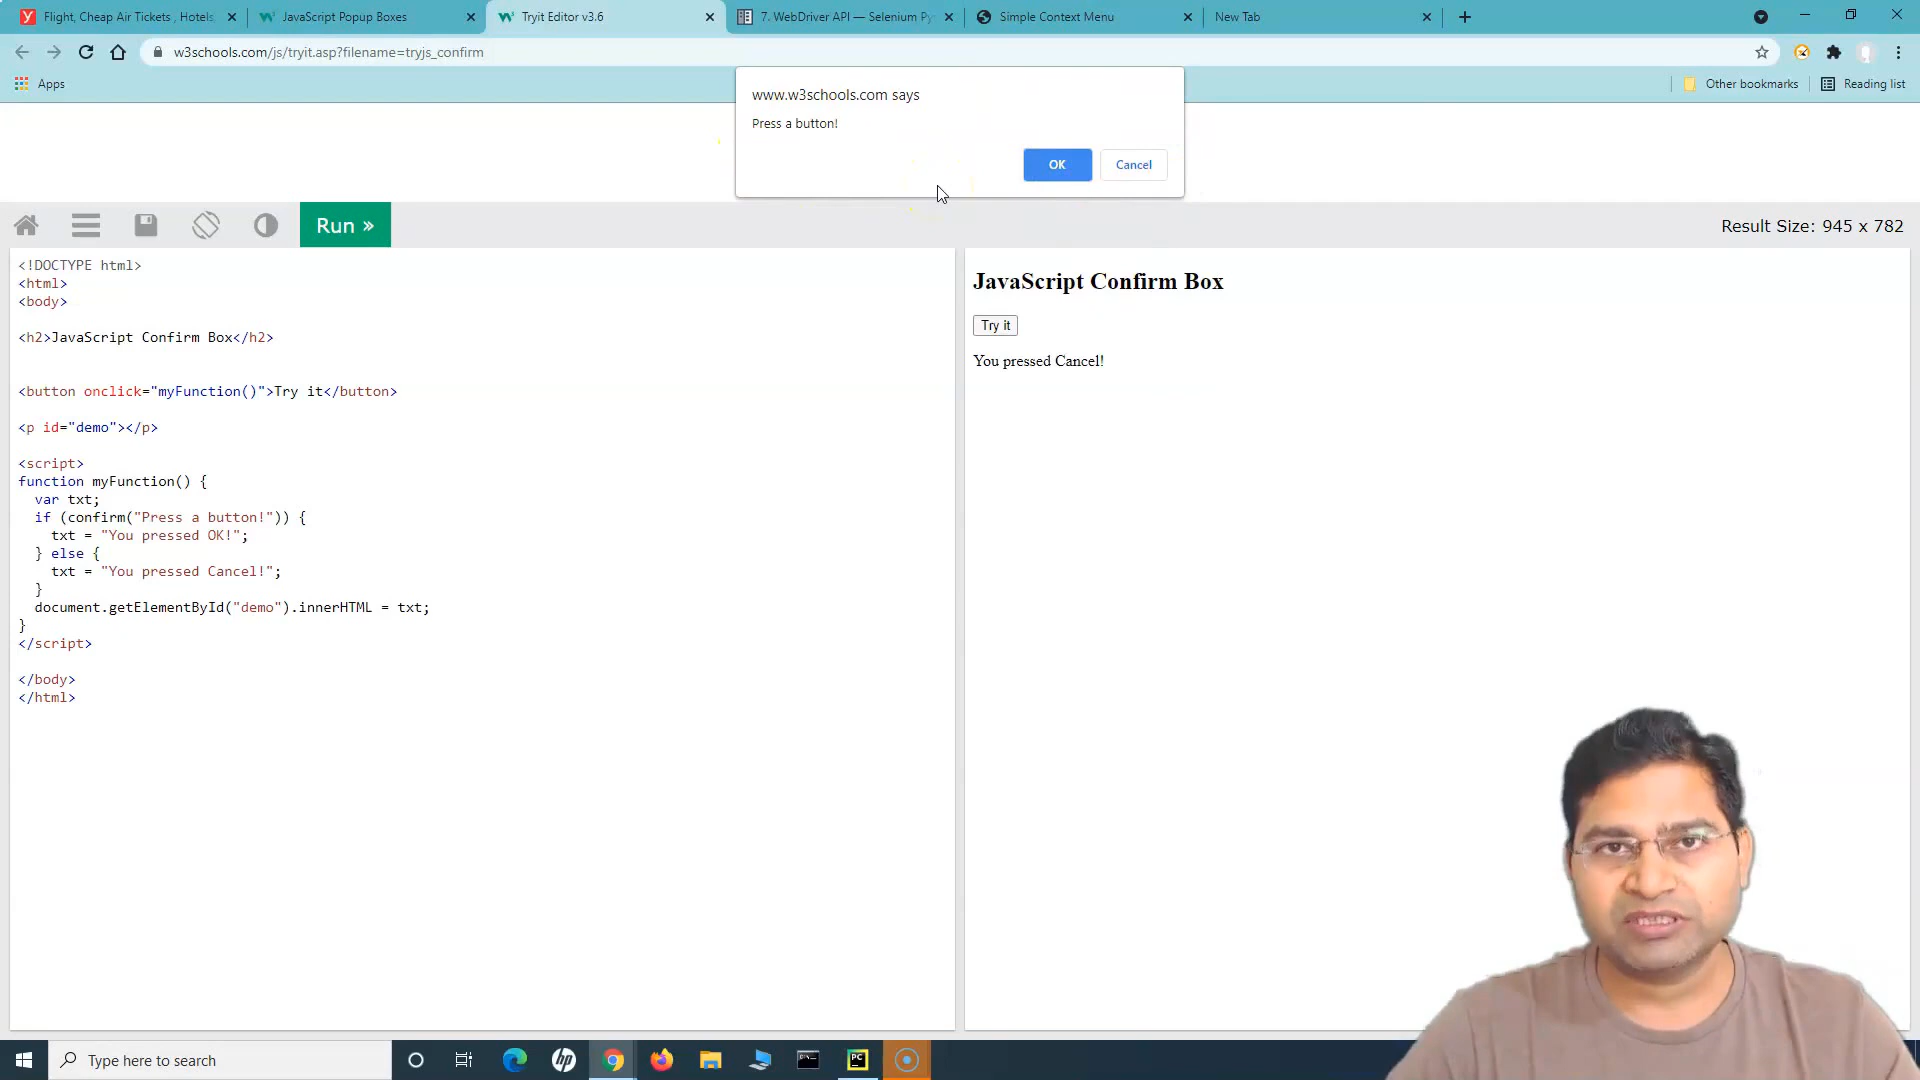 Flight, Cheap Air Tickets , Hotels
JavaScript Popup Boxes
Tryit Editor v3.6
7. WebDriver API — Selenium Py
Simple Context Menu
New Tab
w3schools.com/js/tryit.asp?filename=tryjs_confirm
Apps
Other bookmarks
Reading list
www.w3schools.com says
Press a button!
OK
Cancel
Run »
Result Size: 945 x 782
<!DOCTYPE html>
<html>
<body>
<h2>JavaScript Confirm Box</h2>
<button onclick="myFunction()">Try it</button>
<p id="demo"></p>
<script>
function myFunction() {
  var txt;
  if (confirm("Press a button!")) {
    txt = "You pressed OK!";
  } else {
    txt = "You pressed Cancel!";
  }
  document.getElementById("demo").innerHTML = txt;
}
</script>
</body>
</html>
JavaScript Confirm Box
Try it
You pressed Cancel!
Type here to search
hp
PC